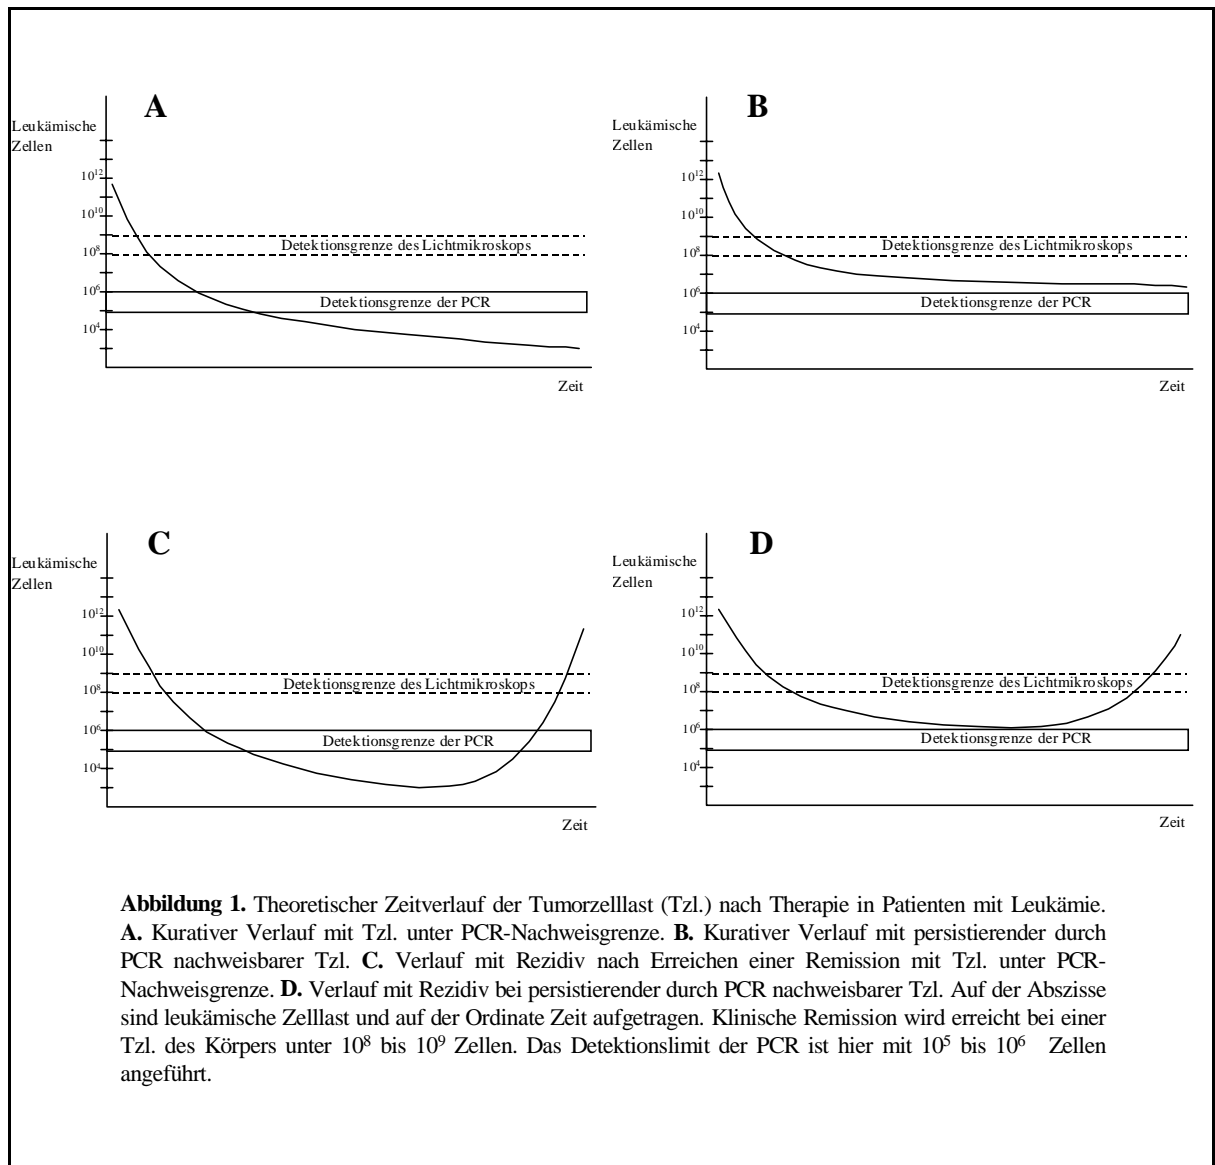 A
Leukämische
Zellen
10¹²
10¹⁰
10⁸
10⁶
10⁴
Detektionsgrenze des Lichtmikroskops
Detektionsgrenze der PCR
Zeit
B
Leukämische
Zellen
10¹²
10¹⁰
10⁸
10⁶
10⁴
Detektionsgrenze des Lichtmikroskops
Detektionsgrenze der PCR
Zeit
C
Leukämische
Zellen
10¹²
10¹⁰
10⁸
10⁶
10⁴
Detektionsgrenze des Lichtmikroskops
Detektionsgrenze der PCR
Zeit
D
Leukämische
Zellen
10¹²
10¹⁰
10⁸
10⁶
10⁴
Detektionsgrenze des Lichtmikroskops
Detektionsgrenze der PCR
Zeit
Abbildung 1. Theoretischer Zeitverlauf der Tumorzelllast (Tzl.) nach Therapie in Patienten mit Leukämie.
A. Kurativer Verlauf mit Tzl. unter PCR-Nachweisgrenze. B. Kurativer Verlauf mit persistierender durch
PCR nachweisbarer Tzl. C. Verlauf mit Rezidiv nach Erreichen einer Remission mit Tzl. unter PCR-
Nachweisgrenze. D. Verlauf mit Rezidiv bei persistierender durch PCR nachweisbarer Tzl. Auf der Abszisse
sind leukämische Zelllast und auf der Ordinate Zeit aufgetragen. Klinische Remission wird erreicht bei einer
Tzl. des Körpers unter 10⁸ bis 10⁹ Zellen. Das Detektionslimit der PCR ist hier mit 10⁵ bis 10⁶ Zellen
angeführt.